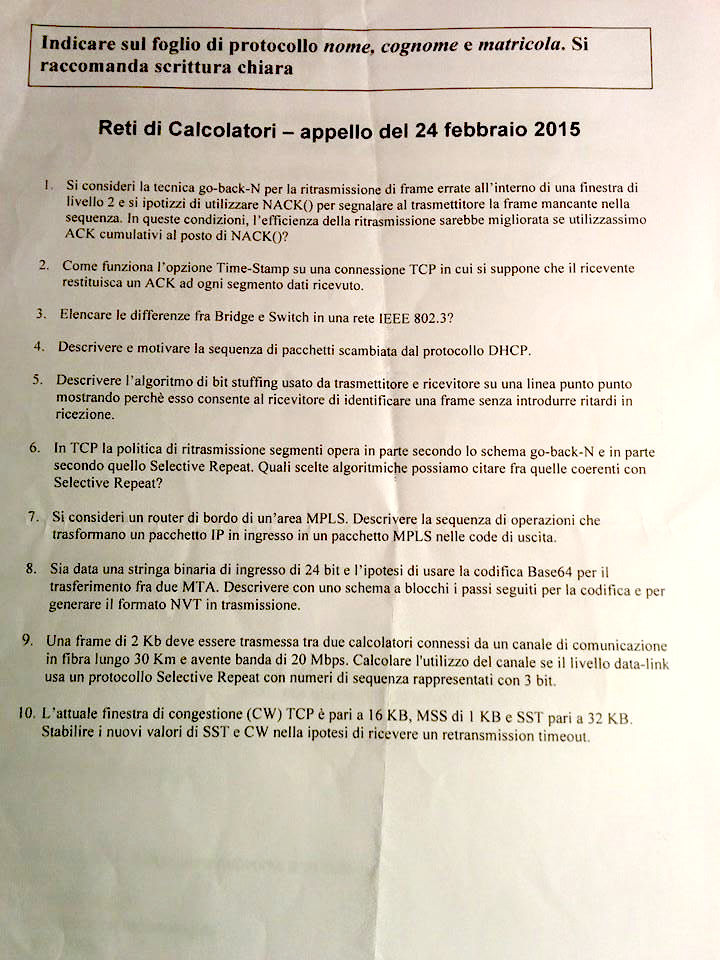 Indicare sul foglio di protocollo nome, cognome e matricola. Si
raccomanda scrittura chiara
Reti di Calcolatori – appello del 24 febbraio 2015
1. Si consideri la tecnica go-back-N per la ritrasmissione di frame errate all'interno di una finestra di
livello 2 e si ipotizzi di utilizzare NACK() per segnalare al trasmettitore la frame mancante nella
sequenza. In queste condizioni, l'efficienza della ritrasmissione sarebbe migliorata se utilizzassimo
ACK cumulativi al posto di NACK()?
2. Come funziona l'opzione Time-Stamp su una connessione TCP in cui si suppone che il ricevente
restituisca un ACK ad ogni segmento dati ricevuto.
3. Elencare le differenze fra Bridge e Switch in una rete IEEE 802.3?
4. Descrivere e motivare la sequenza di pacchetti scambiata dal protocollo DHCP.
5. Descrivere l'algoritmo di bit stuffing usato da trasmettitore e ricevitore su una linea punto punto
mostrando perchè esso consente al ricevitore di identificare una frame senza introdurre ritardi in
ricezione.
6. In TCP la politica di ritrasmissione segmenti opera in parte secondo lo schema go-back-N e in parte
secondo quello Selective Repeat. Quali scelte algoritmiche possiamo citare fra quelle coerenti con
Selective Repeat?
7. Si consideri un router di bordo di un'area MPLS. Descrivere la sequenza di operazioni che
trasformano un pacchetto IP in ingresso in un pacchetto MPLS nelle code di uscita.
8. Sia data una stringa binaria di ingresso di 24 bit e l'ipotesi di usare la codifica Base64 per il
trasferimento fra due MTA. Descrivere con uno schema a blocchi i passi seguiti per la codifica e per
generare il formato NVT in trasmissione.
9. Una frame di 2 Kb deve essere trasmessa tra due calcolatori connessi da un canale di comunicazione
in fibra lungo 30 Km e avente banda di 20 Mbps. Calcolare l'utilizzo del canale se il livello data-link
usa un protocollo Selective Repeat con numeri di sequenza rappresentati con 3 bit.
10. L'attuale finestra di congestione (CW) TCP è pari a 16 KB, MSS di 1 KB e SST pari a 32 KB.
Stabilire i nuovi valori di SST e CW nella ipotesi di ricevere un retransmission timeout.